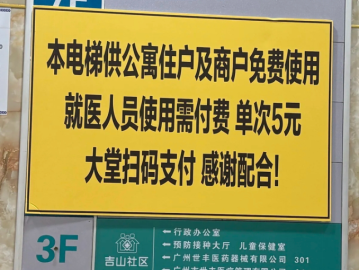 本电梯供公寓住户及商户免费使用
就医人员使用需付费 单次5元
大堂扫码支付 感谢配合!
3F
吉山社区
行政办公室
预防接种大厅 儿童保健室
广州世丰医药器械有限公司 301